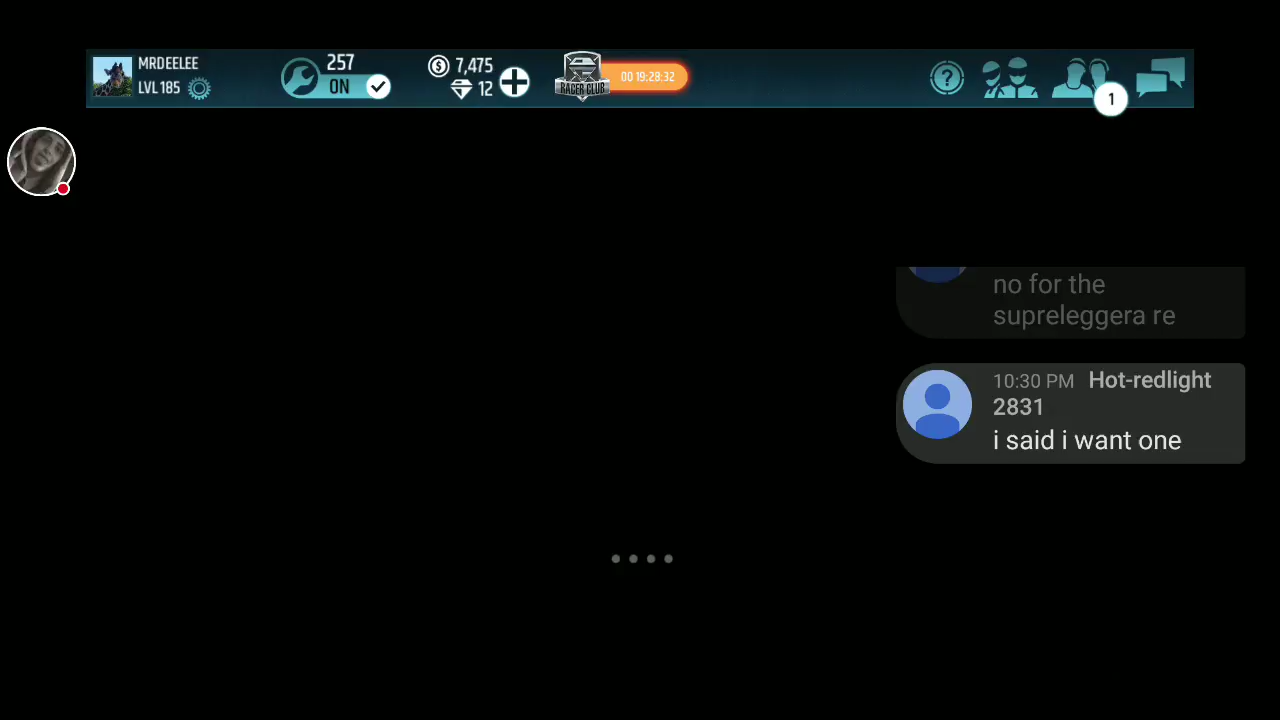 MRDEELEE
LVL 185
257
ON
7,475
12
RACER CLUB
00 19:28:32
?
1
no for the
supreleggera re
10:30 PM Hot-redlight
2831
i said i want one